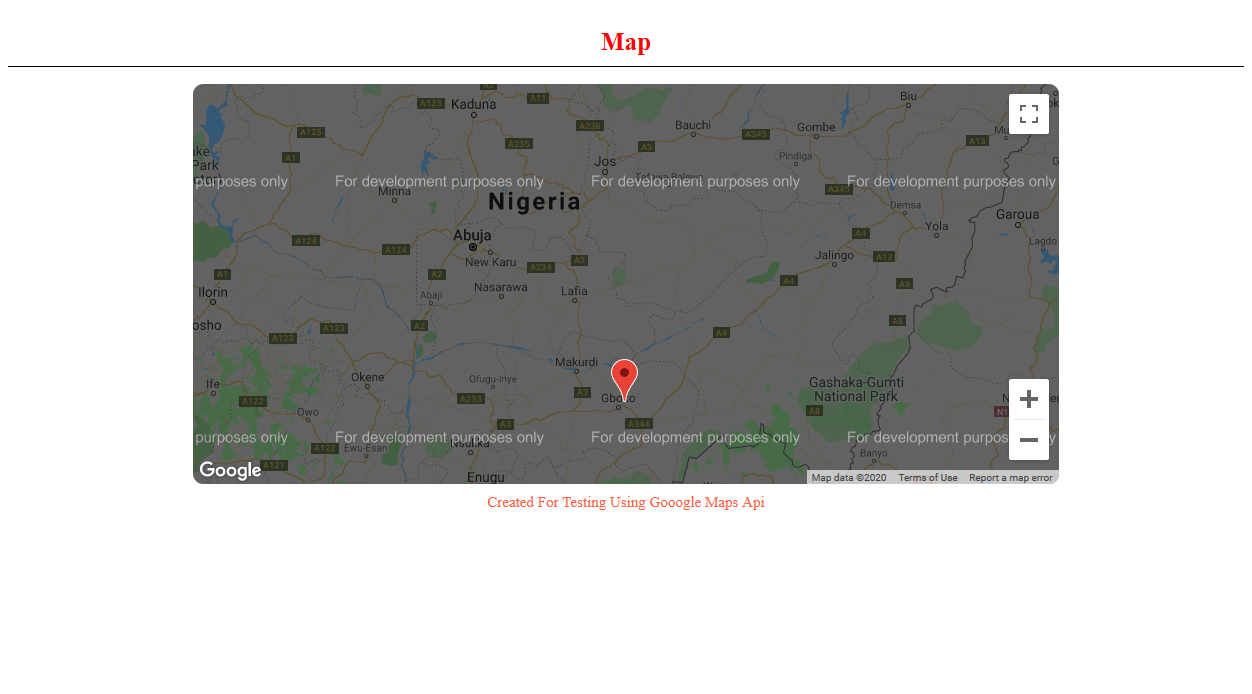 Map
A2
A125
Kaduna
A11
Biu
A236
Bauchi
Gombe
A125
A345
A3
Mu
A235
A13
ake
A1
Jos
Pindiga
Park
Tafawa Balewa
purposes only
For development purposes only
For development purposes only
For development purposes only
Minna
A345
Nigeria
Demsa
Garoua
Abuja
Yola
A124
A4
Lagdo
A124
New Karu
A3
Jalingo
A13
A1
A2
A234
A4
A8
Ilorin
Abaji
Nasarawa
Lafia
osho
A123
A2
A8
A123
A4
Makurdi
Okene
Ofugu-Inye
Gashaka-Gumti
National Park
Ife
A3
A122
A233
Owo
A8
N1
A3
A344
purposes only
For development purposes only
For development purposes only
For development purpos
A122
Ewu-Esan
Nsukka
Banyo
A121
Enugu
Google
Map data ©2020
Terms of Use
Report a map error
Created For Testing Using Gooogle Maps Api